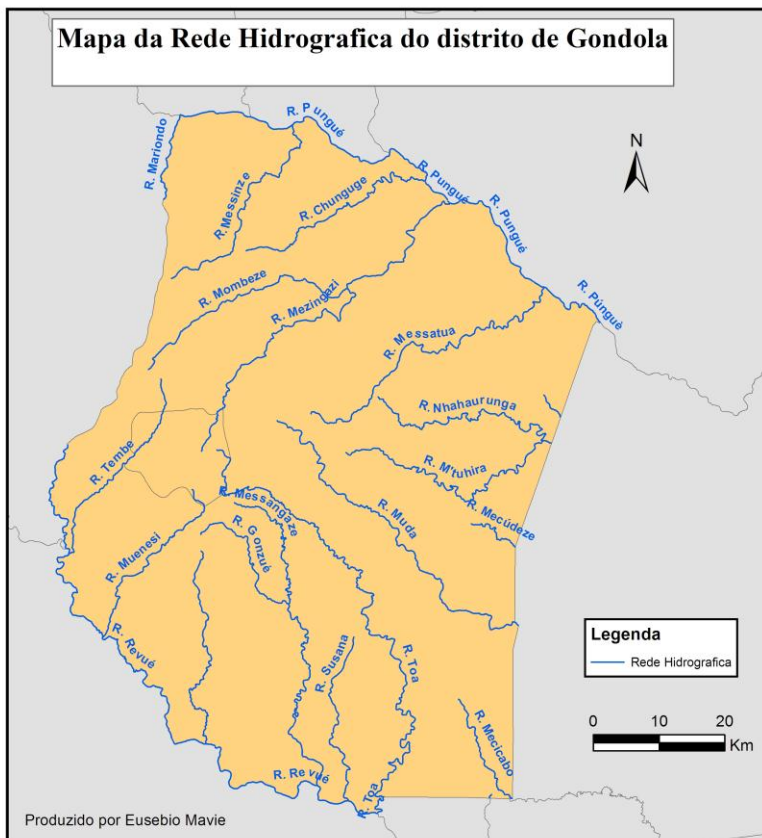 Mapa da Rede Hidrografica do distrito de Gondola
R. Pungué
R. Mariondo
N
R. Messinze
R. Chunguge
R. Pungué
R. Pungué
R. Mombeze
R. Mezingazi
R. Púngué
R. Messatua
R. Nhahaurunga
R. Tembe
R. M'tuhira
R. Messangaze
R. Mecúdeze
R. Muda
R. Gonzué
R. Muenesi
R. Revué
R. Susana
R. Toa
Legenda
Rede Hidrografica
R. Mecicabo
0 10 20
Km
R. Revué
R. Toa
Produzido por Eusebio Mavie